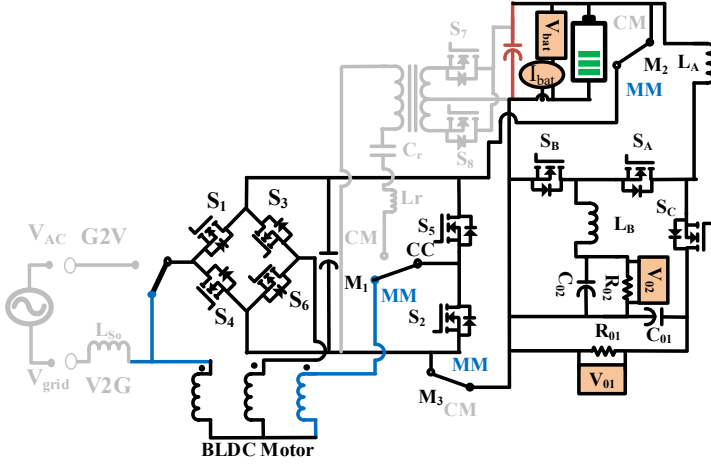 S7
CM
Vbat
M2
LA
Ibat
MM
S8
Cr
SB
SA
Lr
S1
S3
S5
LB
SC
VAC
G2V
CM
CC
M1
MM
C02
R02
V02
S4
S6
S2
R01
C01
LSo
MM
Vgrid
V2G
M3
CM
V01
BLDC Motor